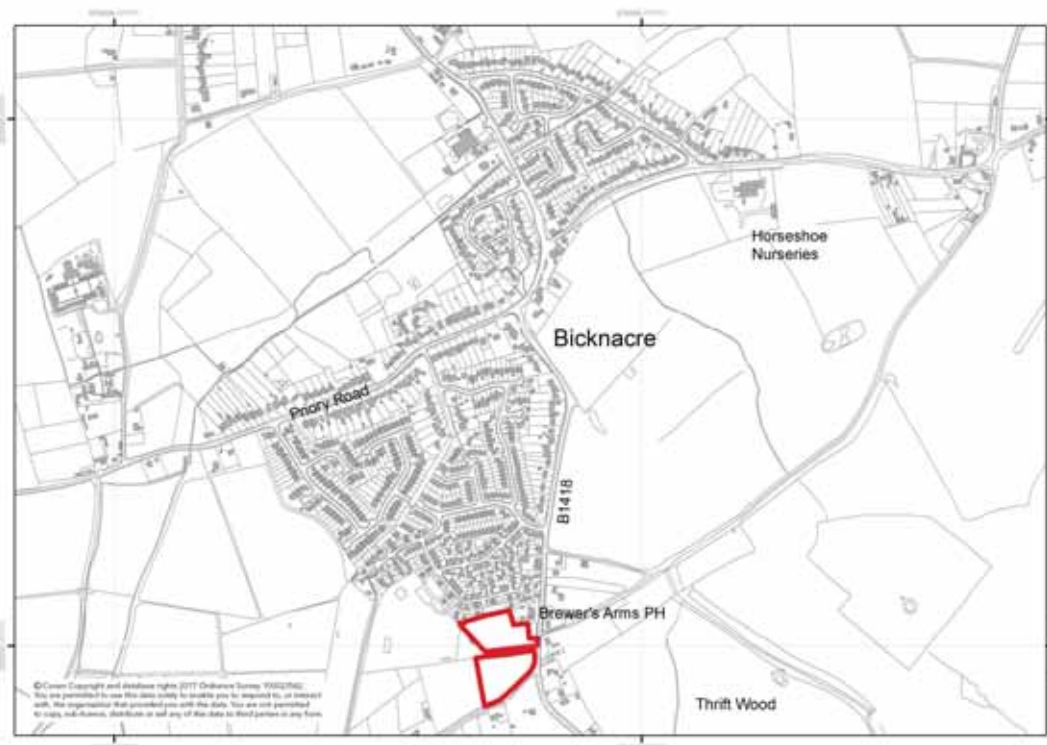 Horseshoe
Nurseries
Bicknacre
Priory Road
B1418
Brewer's Arms PH
Thrift Wood
© Crown Copyright and database rights 2017 Ordnance Survey
You are permitted to use this data solely to enable you to respond to, or interact
with, the organisation that provided you with the data. You are not permitted
to copy, sub-licence, distribute or sell any of this data to third parties in any form.